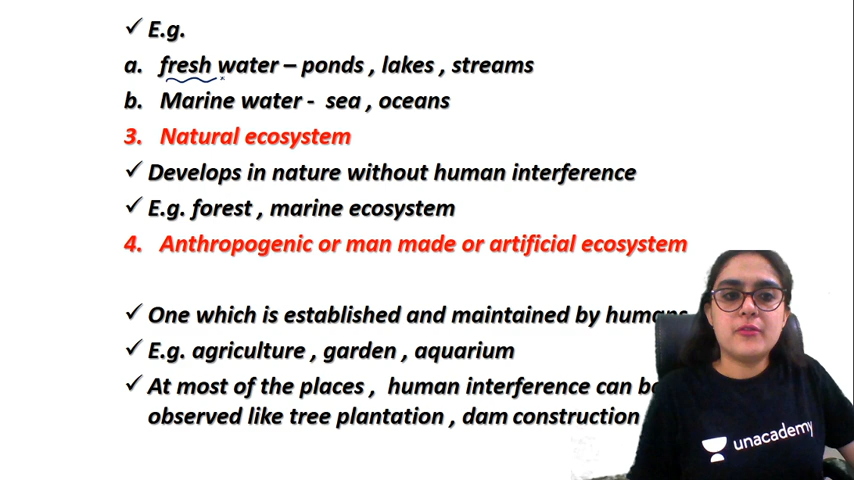 ✓ E.g.
a. fresh water – ponds , lakes , streams
b. Marine water - sea , oceans
3. Natural ecosystem
✓ Develops in nature without human interference
✓ E.g. forest , marine ecosystem
4. Anthropogenic or man made or artificial ecosystem
✓ One which is established and maintained by humans
✓ E.g. agriculture , garden , aquarium
✓ At most of the places , human interference can be
observed like tree plantation , dam construction
unacademy